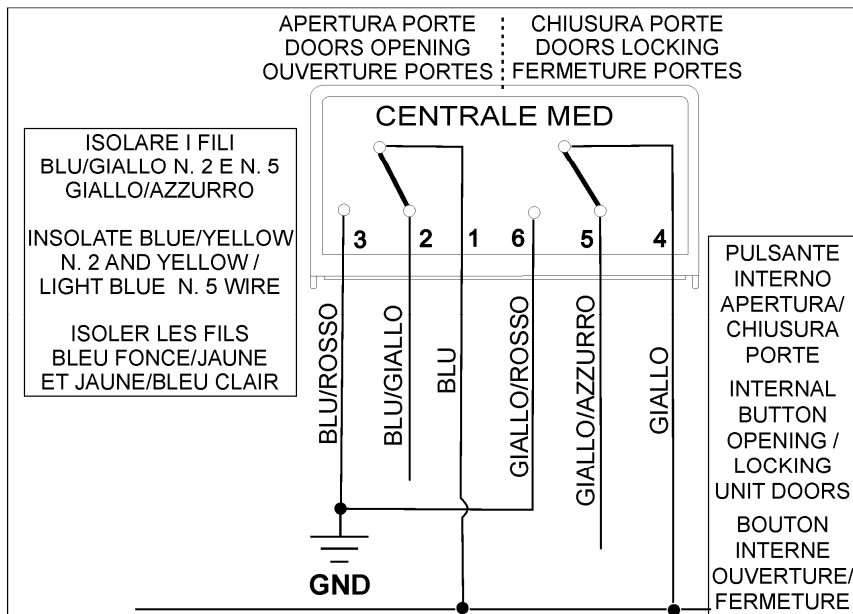 APERTURA PORTE
DOORS OPENING
OUVERTURE PORTES
CHIUSURA PORTE
DOORS LOCKING
FERMETURE PORTES
CENTRALE MED
ISOLARE I FILI
BLU/GIALLO N. 2 E N. 5
GIALLO/AZZURRO
INSOLATE BLUE/YELLOW
N. 2 AND YELLOW /
LIGHT BLUE N. 5 WIRE
ISOLER LES FILS
BLEU FONCE/JAUNE
ET JAUNE/BLEU CLAIR
3 2 1 6 5 4
BLU/ROSSO
BLU/GIALLO
BLU
GIALLO/ROSSO
GIALLO/AZZURRO
GIALLO
GND
PULSANTE
INTERNO
APERTURA/
CHIUSURA
PORTE
INTERNAL
BUTTON
OPENING /
LOCKING
UNIT DOORS
BOUTON
INTERNE
OUVERTURE/
FERMETURE